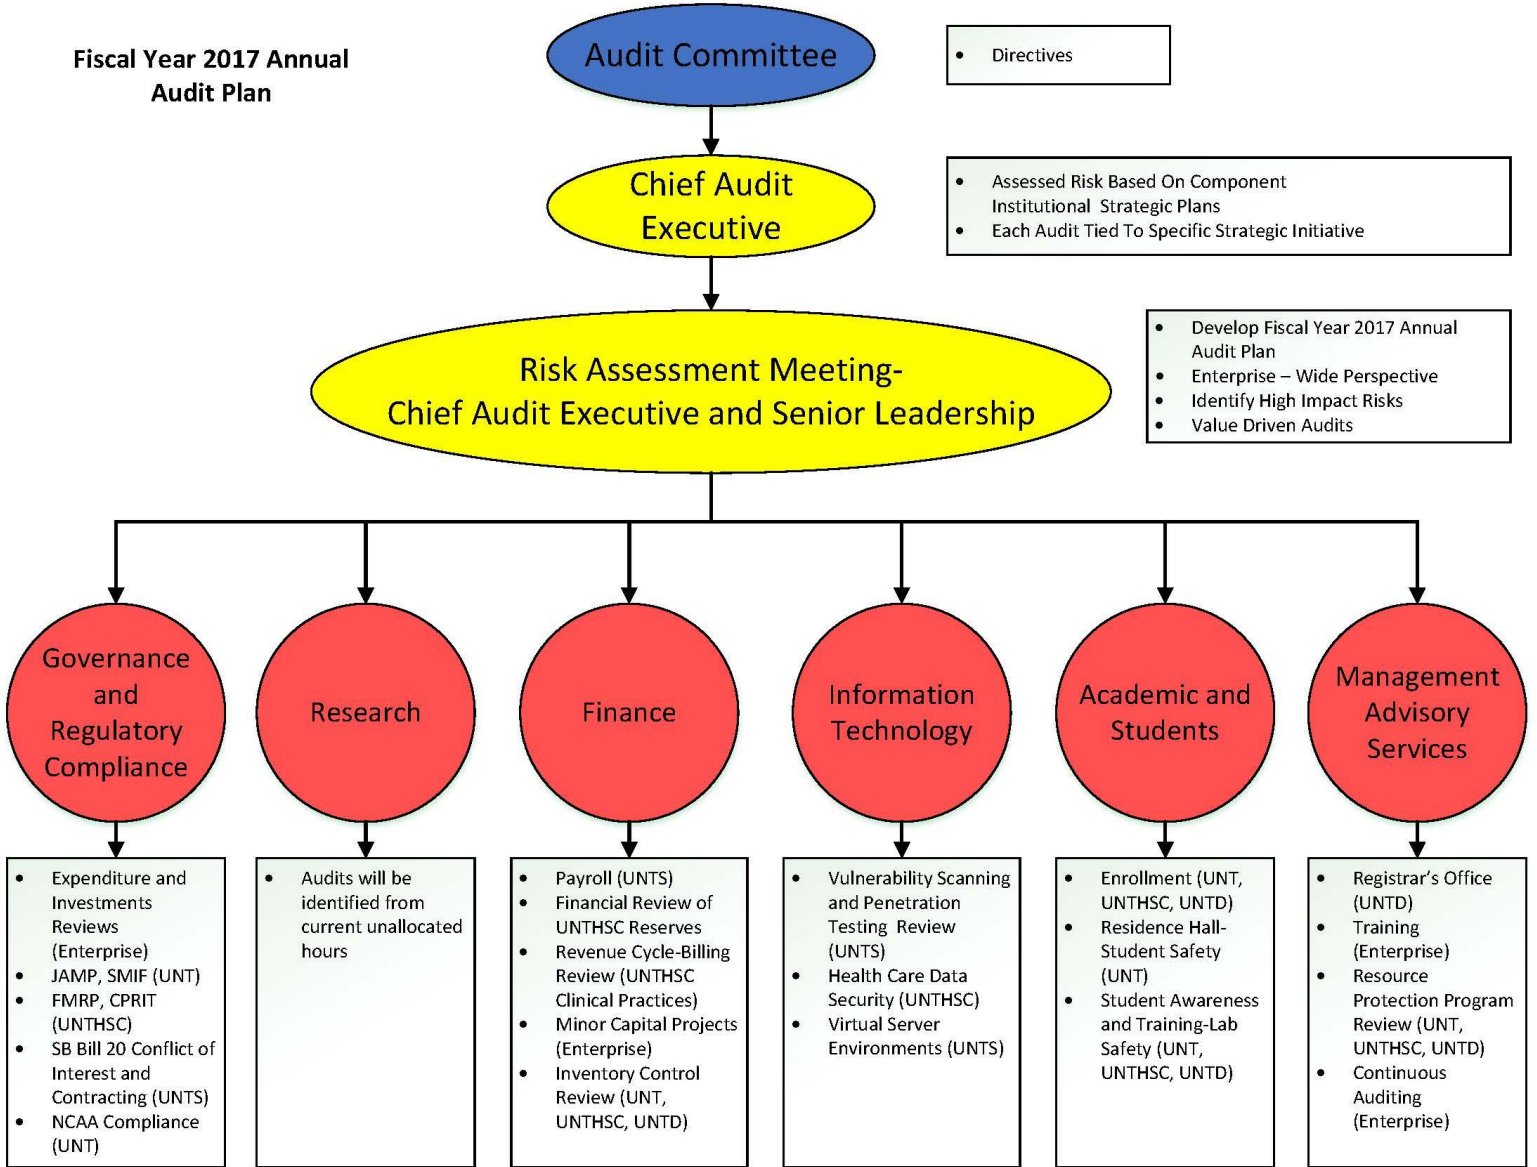 Fiscal Year 2017 Annual
Audit Plan
Audit Committee
• Directives
Chief Audit
Executive
• Assessed Risk Based On Component
Institutional Strategic Plans
• Each Audit Tied To Specific Strategic Initiative
Risk Assessment Meeting-
Chief Audit Executive and Senior Leadership
• Develop Fiscal Year 2017 Annual
Audit Plan
• Enterprise – Wide Perspective
• Identify High Impact Risks
• Value Driven Audits
Governance
and
Regulatory
Compliance
Research
Finance
Information
Technology
Academic and
Students
Management
Advisory
Services
• Expenditure and
Investments
Reviews
(Enterprise)
• JAMP, SMIF (UNT)
• FMRP, CPRIT
(UNTHSC)
• SB Bill 20 Conflict of
Interest and
Contracting (UNTS)
• NCAA Compliance
(UNT)
• Audits will be
identified from
current unallocated
hours
• Payroll (UNTS)
• Financial Review of
UNTHSC Reserves
• Revenue Cycle-Billing
Review (UNTHSC
Clinical Practices)
• Minor Capital Projects
(Enterprise)
• Inventory Control
Review (UNT,
UNTHSC, UNTD)
• Vulnerability Scanning
and Penetration
Testing Review
(UNTS)
• Health Care Data
Security (UNTHSC)
• Virtual Server
Environments (UNTS)
• Enrollment (UNT,
UNTHSC, UNTD)
• Residence Hall-
Student Safety
(UNT)
• Student Awareness
and Training-Lab
Safety (UNT,
UNTHSC, UNTD)
• Registrar’s Office
(UNTD)
• Training
(Enterprise)
• Resource
Protection Program
Review (UNT,
UNTHSC, UNTD)
• Continuous
Auditing
(Enterprise)